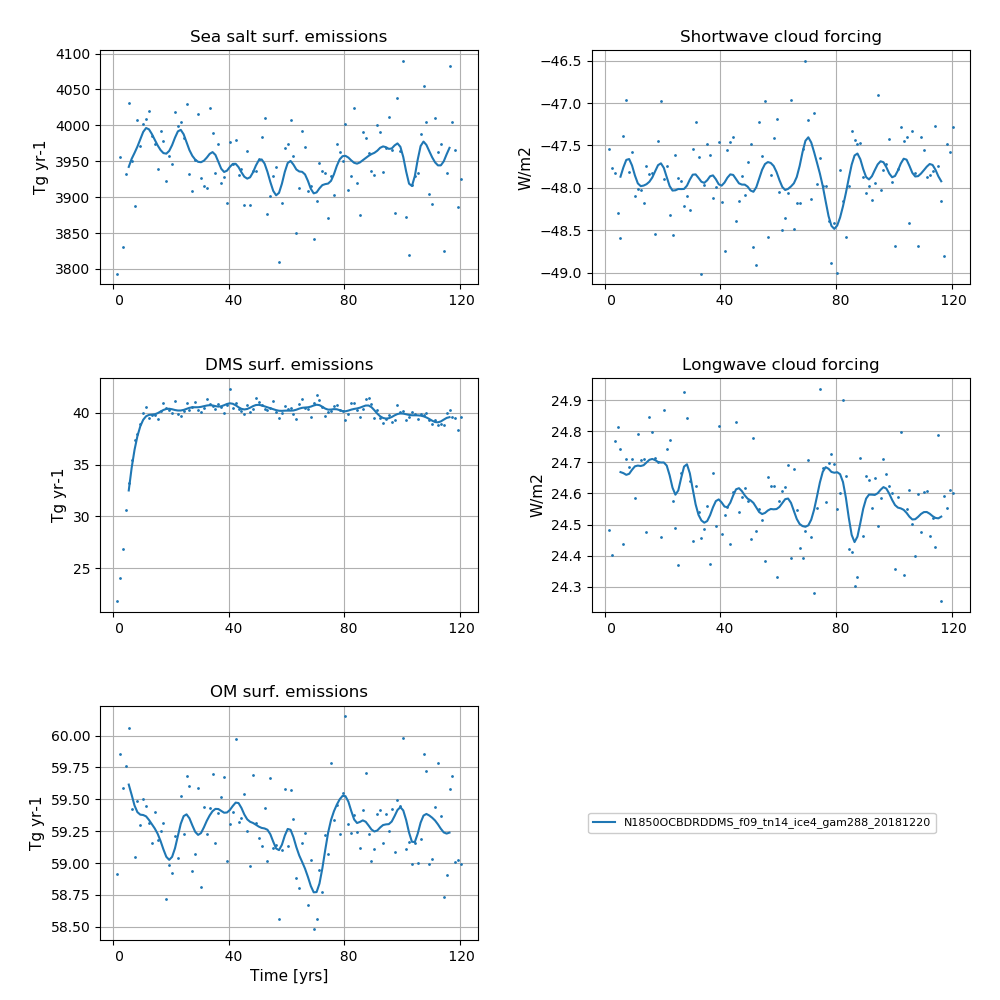 Sea salt surf. emissions
Shortwave cloud forcing
4100
4050
4000
3950
3900
3850
3800
Tg yr-1
0 40 80 120
−46.5
−47.0
−47.5
−48.0
−48.5
−49.0
W/m2
0 40 80 120
DMS surf. emissions
Longwave cloud forcing
40
35
30
25
Tg yr-1
0 40 80 120
24.9
24.8
24.7
24.6
24.5
24.4
24.3
W/m2
0 40 80 120
OM surf. emissions
60.00
59.75
59.50
59.25
59.00
58.75
58.50
Tg yr-1
0 40 80 120
Time [yrs]
N1850OCBDRDDMS_f09_tn14_ice4_gam288_20181220